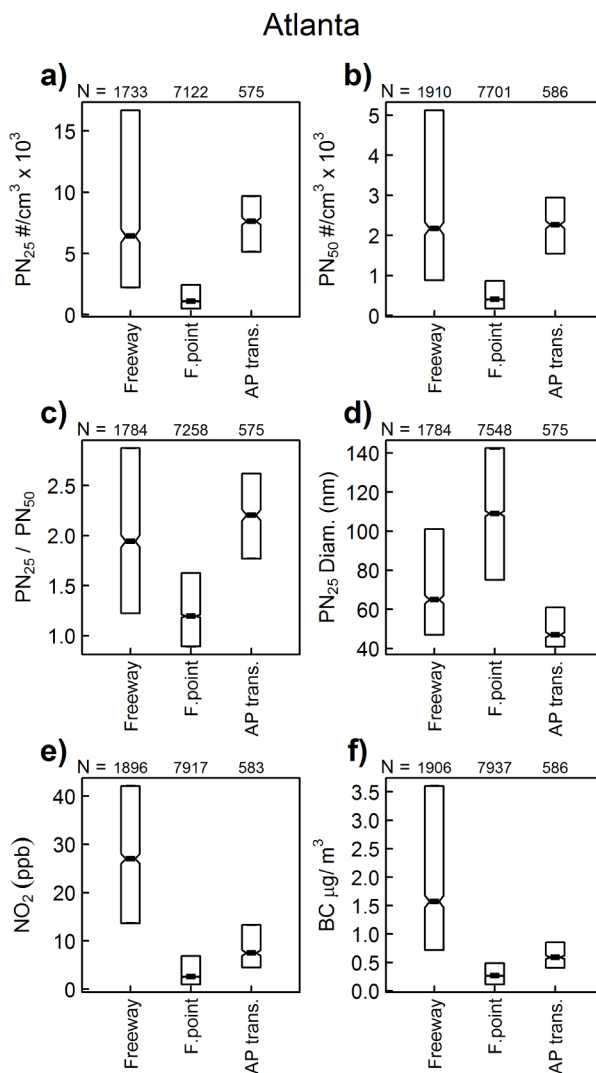 Atlanta
a)
N = 1733 7122 575
PN25 #/cm³ x 10³
15
10
5
0
Freeway
F.point
AP trans.
b)
N = 1910 7701 586
PN50 #/cm³ x 10³
5
4
3
2
1
0
Freeway
F.point
AP trans.
c)
N = 1784 7258 575
PN25 / PN50
2.5
2.0
1.5
1.0
Freeway
F.point
AP trans.
d)
N = 1784 7548 575
PN25 Diam. (nm)
140
120
100
80
60
40
Freeway
F.point
AP trans.
e)
N = 1896 7917 583
NO2 (ppb)
40
30
20
10
0
Freeway
F.point
AP trans.
f)
N = 1906 7937 586
BC μg/ m³
3.5
3.0
2.5
2.0
1.5
1.0
0.5
0.0
Freeway
F.point
AP trans.